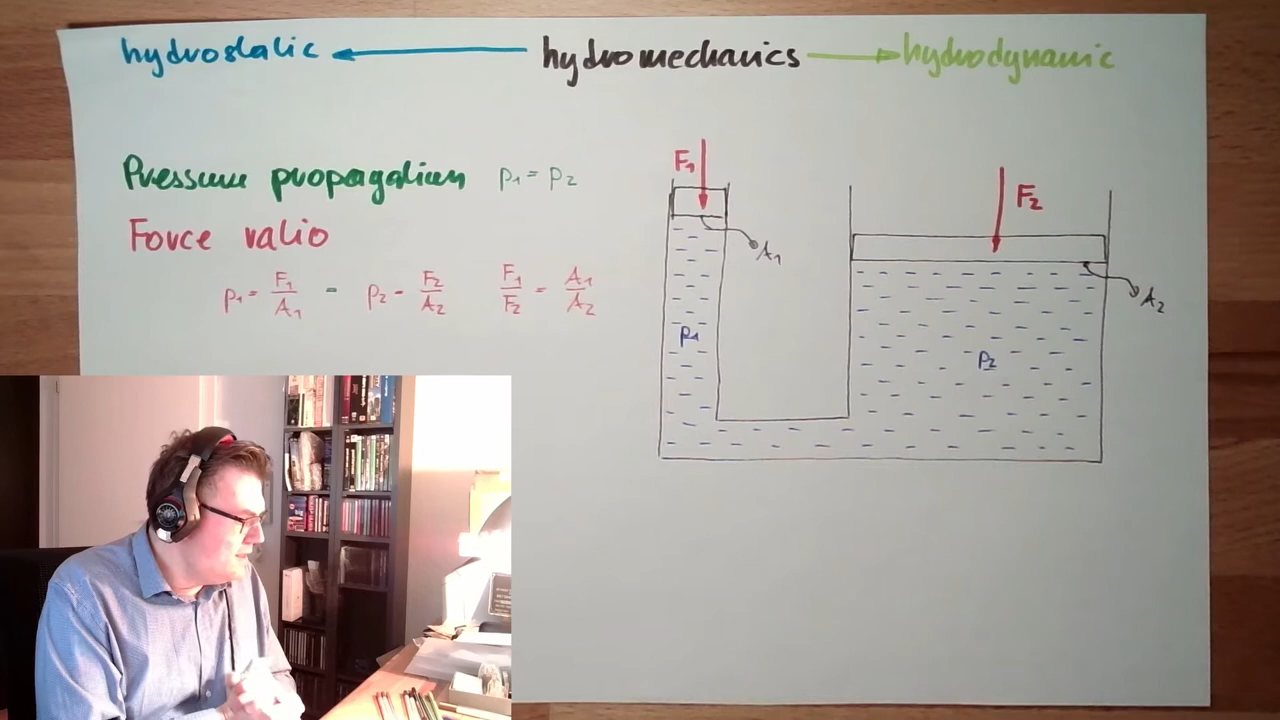 hydrostatic hydromechanics hydrodynamic
Pressure propagation p₁ = p₂
Force ratio
p₁ = F₁/A₁ = p₂ = F₂/A₂ F₁/F₂ = A₁/A₂
F₁
F₂
A₁
A₂
p₁
p₂